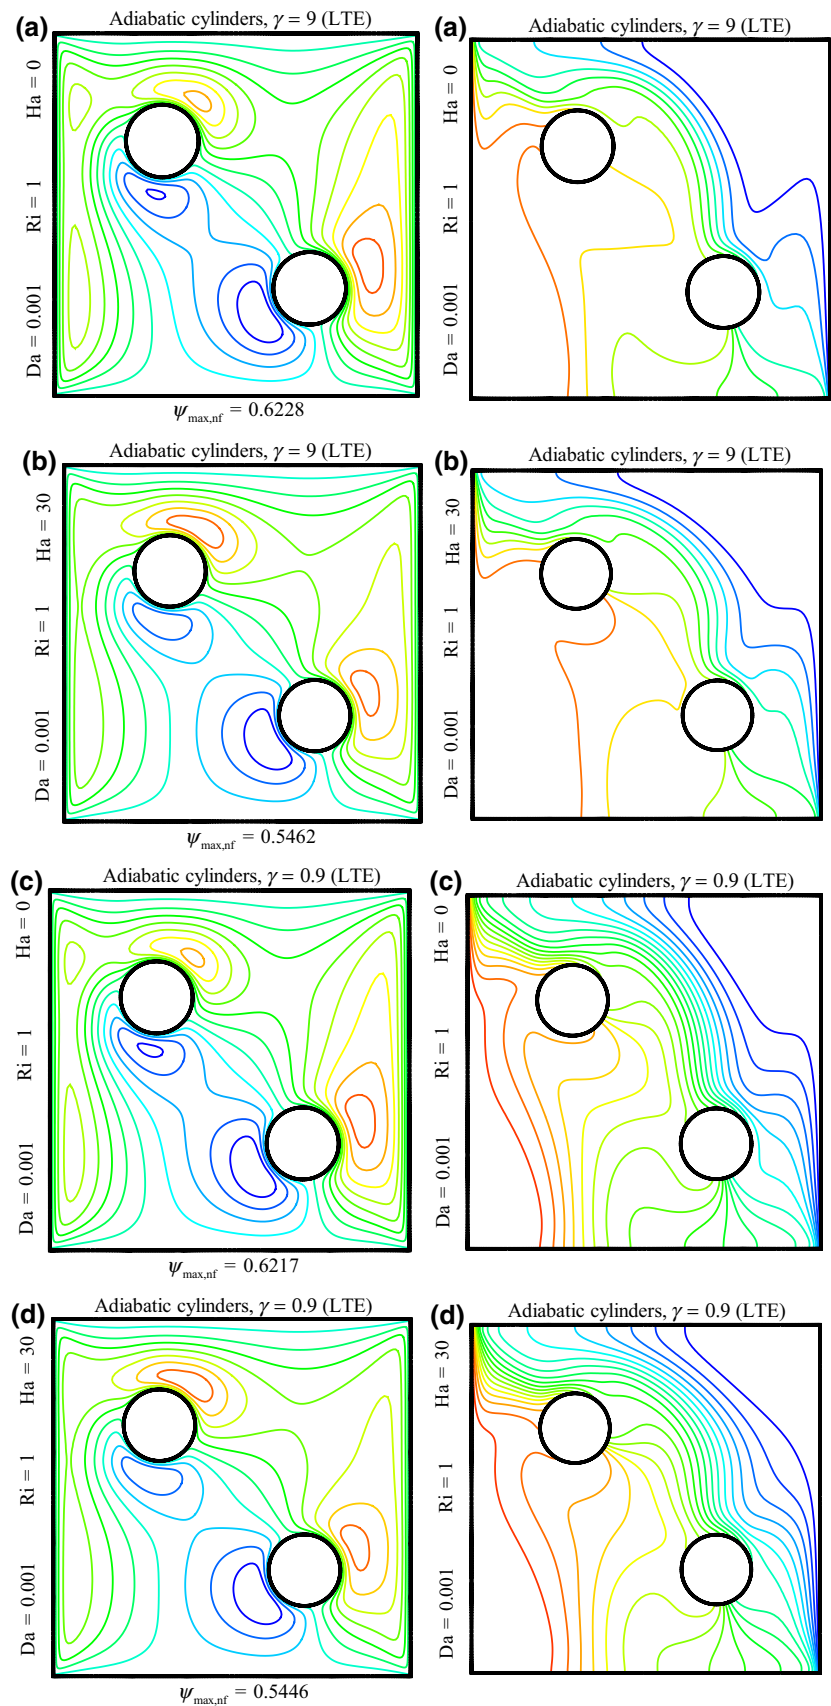 (a)
Adiabatic cylinders, γ = 9 (LTE)
Ha = 0
Ri = 1
Da = 0.001
ψmax,nf = 0.6228
(a)
Adiabatic cylinders, γ = 9 (LTE)
Ha = 0
Ri = 1
Da = 0.001
(b)
Adiabatic cylinders, γ = 9 (LTE)
Ha = 30
Ri = 1
Da = 0.001
ψmax,nf = 0.5462
(b)
Adiabatic cylinders, γ = 9 (LTE)
Ha = 30
Ri = 1
Da = 0.001
(c)
Adiabatic cylinders, γ = 0.9 (LTE)
Ha = 0
Ri = 1
Da = 0.001
ψmax,nf = 0.6217
(c)
Adiabatic cylinders, γ = 0.9 (LTE)
Ha = 0
Ri = 1
Da = 0.001
(d)
Adiabatic cylinders, γ = 0.9 (LTE)
Ha = 30
Ri = 1
Da = 0.001
ψmax,nf = 0.5446
(d)
Adiabatic cylinders, γ = 0.9 (LTE)
Ha = 30
Ri = 1
Da = 0.001